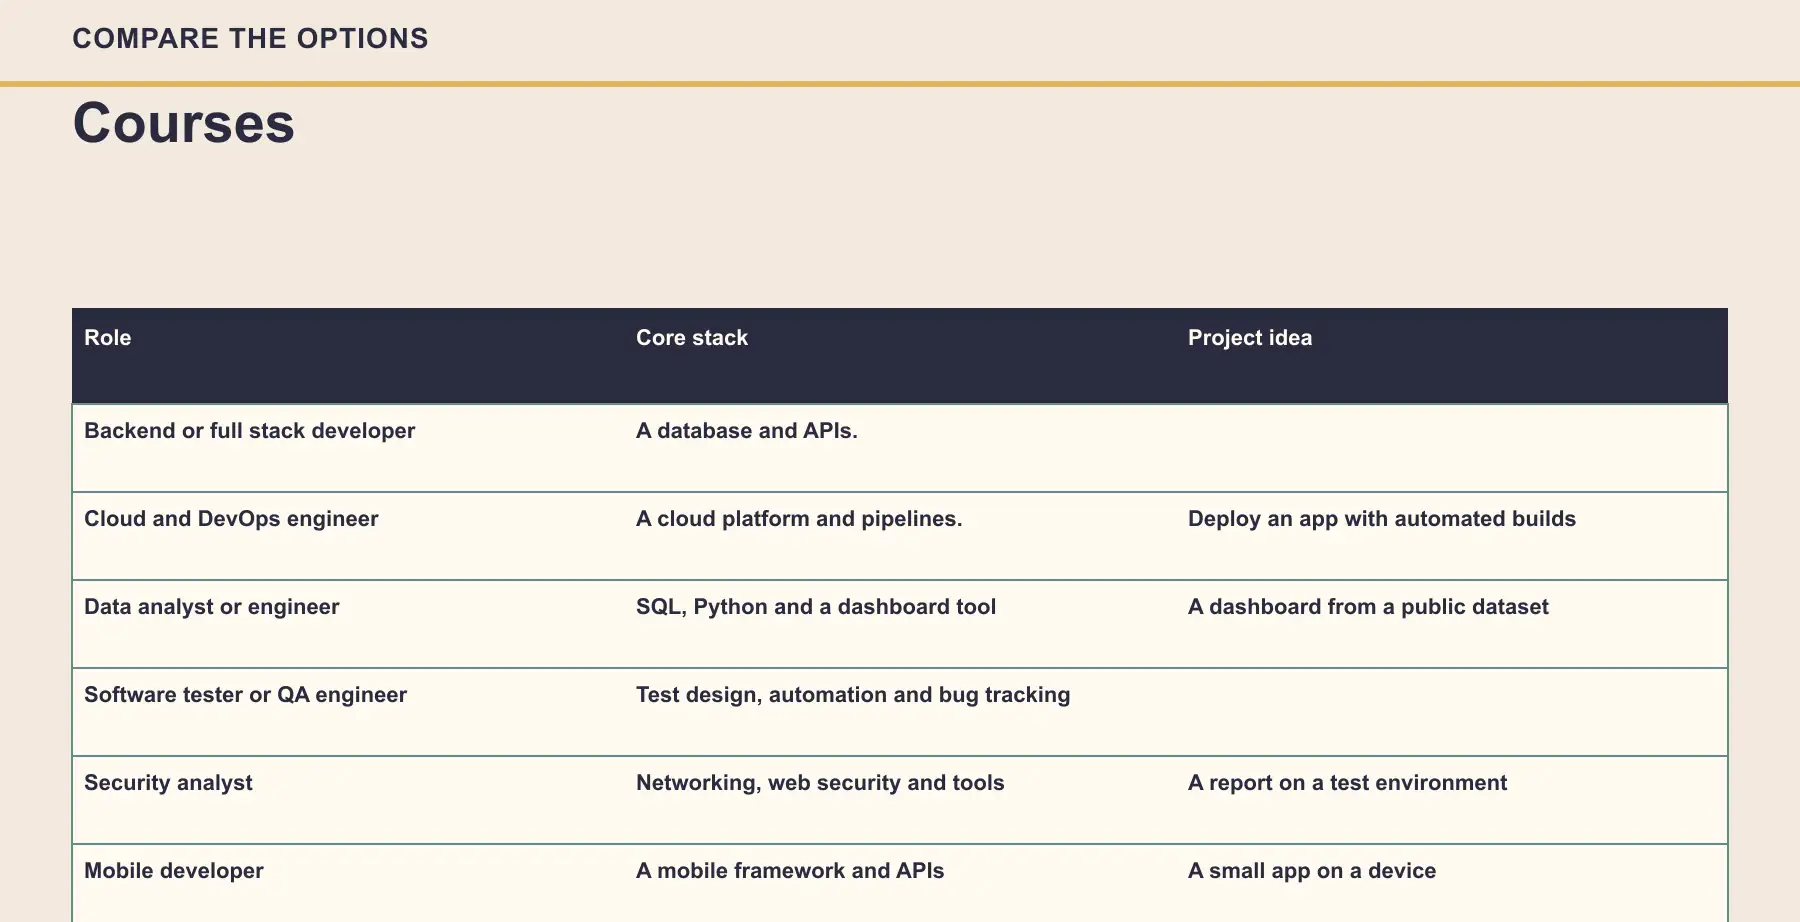 COMPARE THE OPTIONS
Courses
Role Core stack Project idea
Backend or full stack developer A database and APIs.
Cloud and DevOps engineer A cloud platform and pipelines. Deploy an app with automated builds
Data analyst or engineer SQL, Python and a dashboard tool A dashboard from a public dataset
Software tester or QA engineer Test design, automation and bug tracking
Security analyst Networking, web security and tools A report on a test environment
Mobile developer A mobile framework and APIs A small app on a device